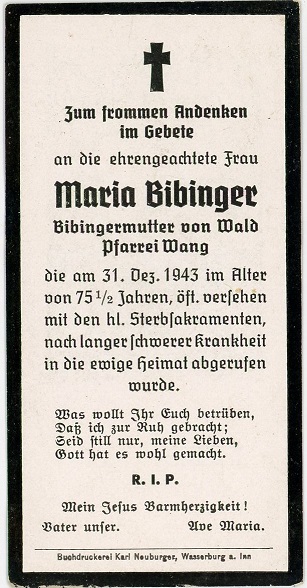 Zum frommen Andenken
im Gebete
an die ehrengeachtete Frau
Maria Bibinger
Bibingermutter von Wald
Pfarrei Wang
die am 31. Dez. 1943 im Alter
von 75 1/2 Jahren, öft. versehen
mit den hl. Sterbsakramenten,
nach langer schwerer Krankheit
in die ewige Heimat abgerufen
wurde.
Was wollt Ihr Euch betrüben,
Daß ich zur Ruh gebracht;
Seid still nur, meine Lieben,
Gott hat es wohl gemacht.
R. I. P.
Mein Jesus Barmherzigkeit!
Vater unser. Ave Maria.
Buchdruckerei Karl Neuburger, Wasserburg a. Inn